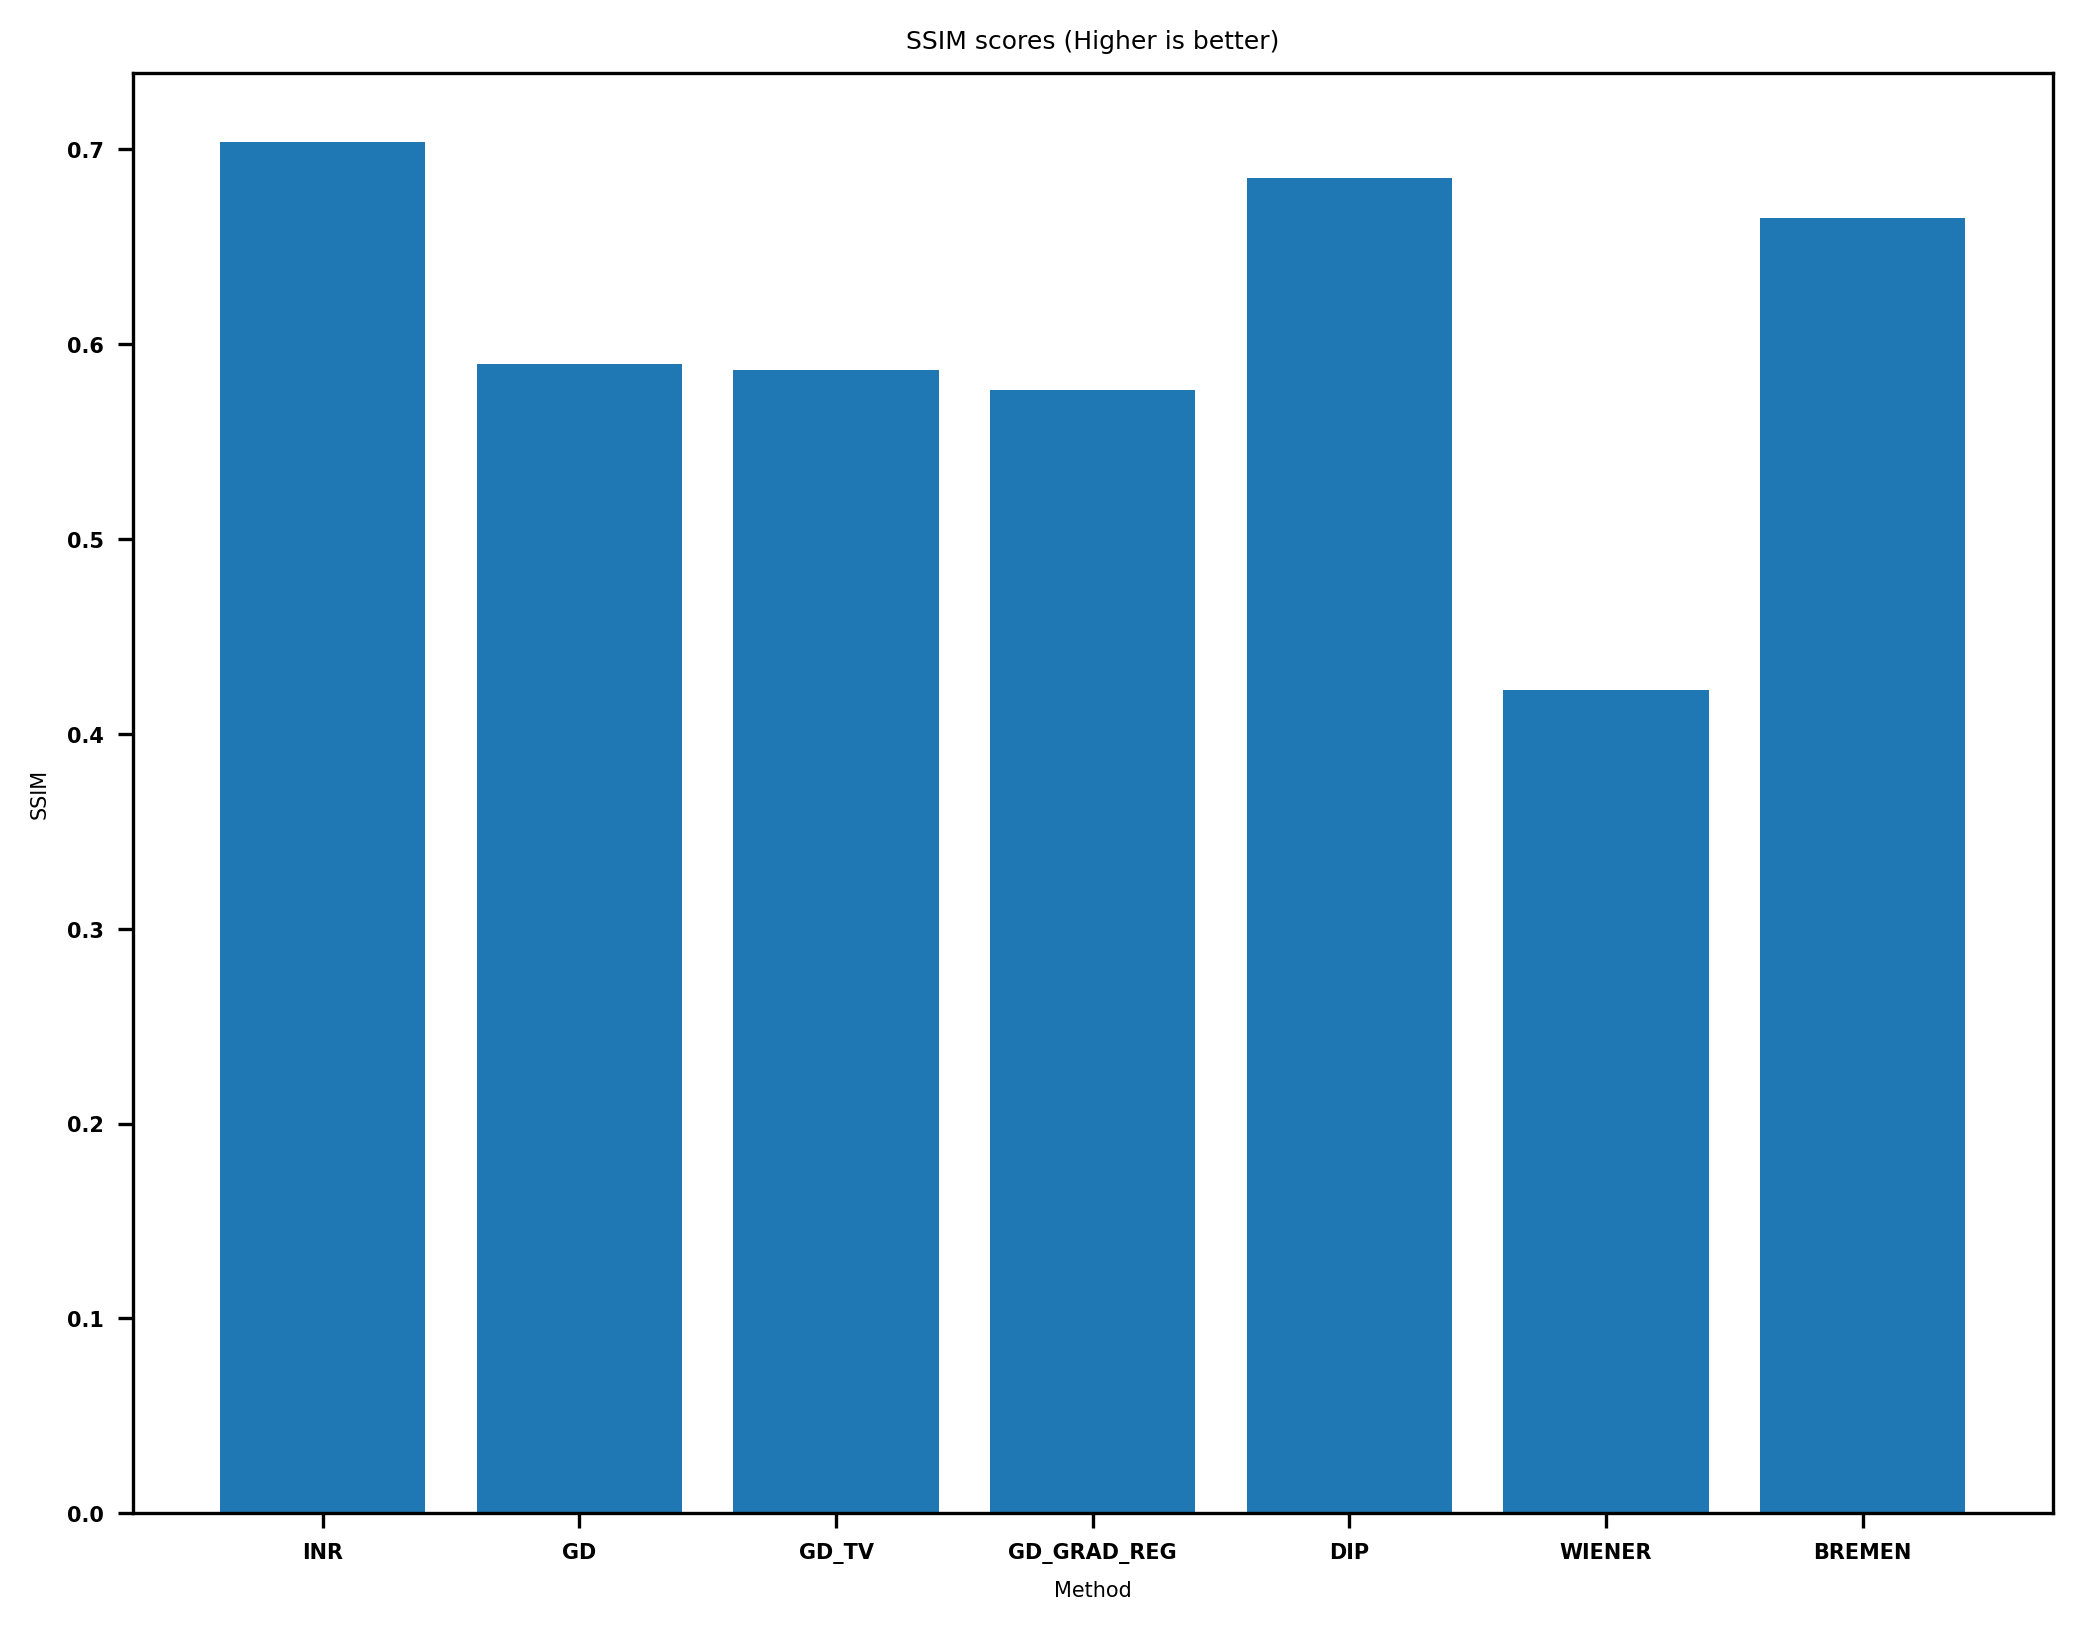 SSIM scores (Higher is better)
0.7
0.6
0.5
0.4
0.3
0.2
0.1
0.0
SSIM
INR GD GD_TV GD_GRAD_REG DIP WIENER BREMEN
Method